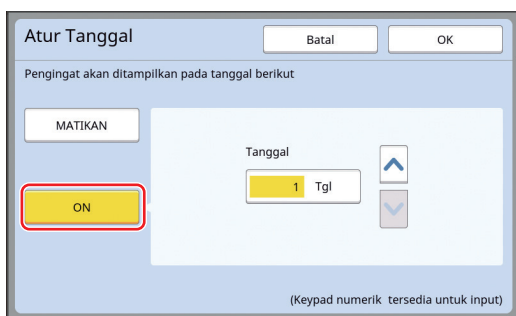 Atur Tanggal
Batal
OK
Pengingat akan ditampilkan pada tanggal berikut
MATIKAN
Tanggal
1 Tgl
ON
(Keypad numerik tersedia untuk input)